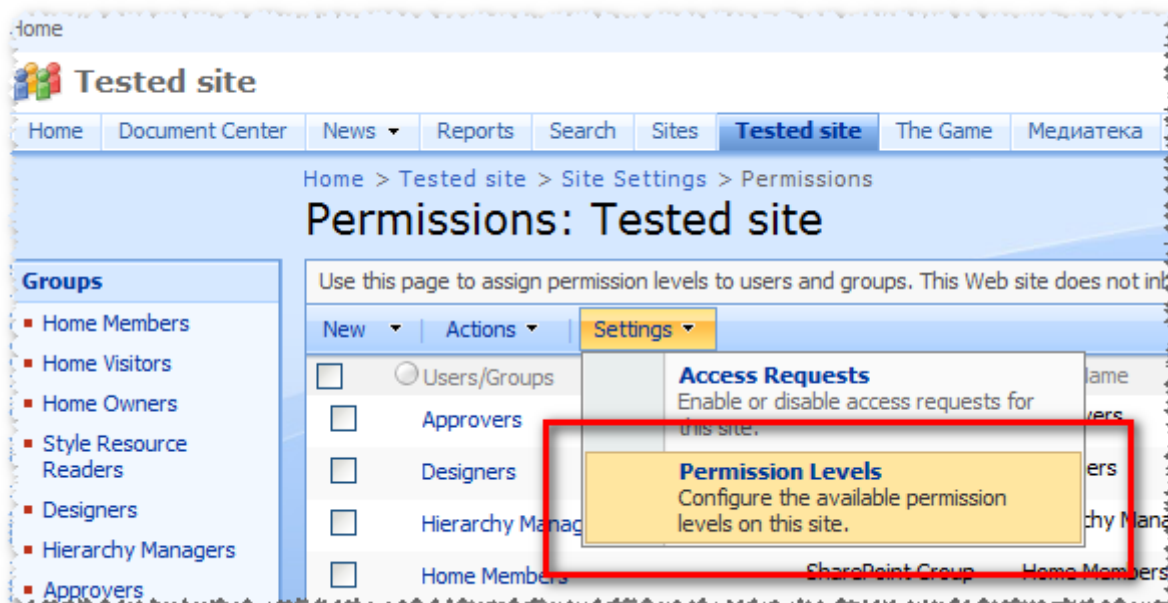 Home
Tested site
Home Document Center News Reports Search Sites Tested site The Game Медиатека
Home > Tested site > Site Settings > Permissions
Permissions: Tested site
Groups
Home Members
Home Visitors
Home Owners
Style Resource
Readers
Designers
Hierarchy Managers
Approvers
Use this page to assign permission levels to users and groups. This Web site does not
New Actions Settings
Users/Groups
Approvers
Designers
Hierarchy Manag
Home Members
Access Requests
Enable or disable access requests for
this site.
Permission Levels
Configure the available permission
levels on this site.
SharePoint Group Home Members